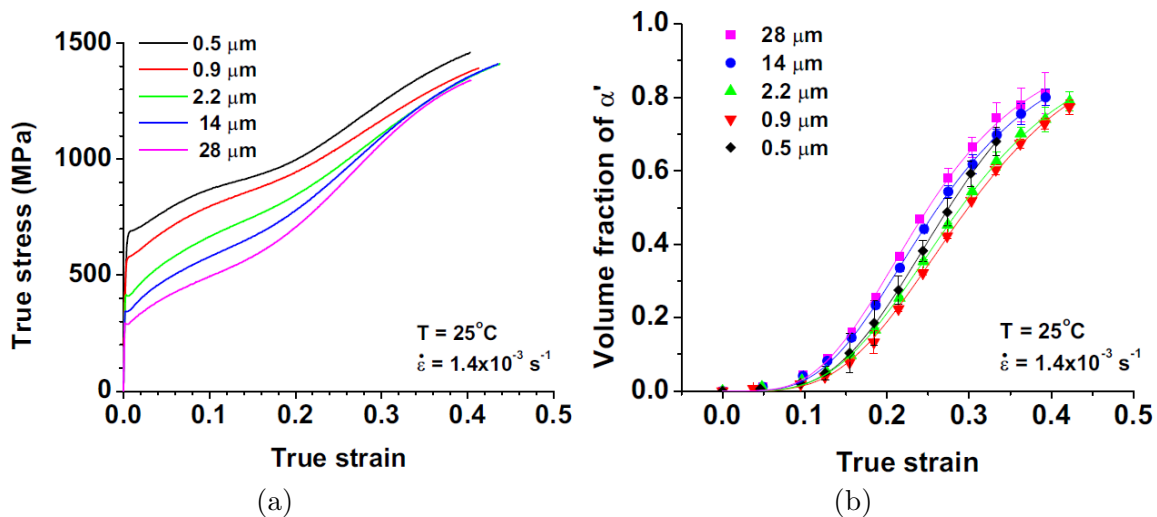 1500
1000
500
0
0.0 0.1 0.2 0.3 0.4 0.5
True stress (MPa)
True strain
0.5 μm
0.9 μm
2.2 μm
14 μm
28 μm
T = 25°C
ε̇ = 1.4x10⁻³ s⁻¹
(a)
1.0
0.8
0.6
0.4
0.2
0.0
0.0 0.1 0.2 0.3 0.4 0.5
Volume fraction of α'
True strain
28 μm
14 μm
2.2 μm
0.9 μm
0.5 μm
T = 25°C
ε̇ = 1.4x10⁻³ s⁻¹
(b)